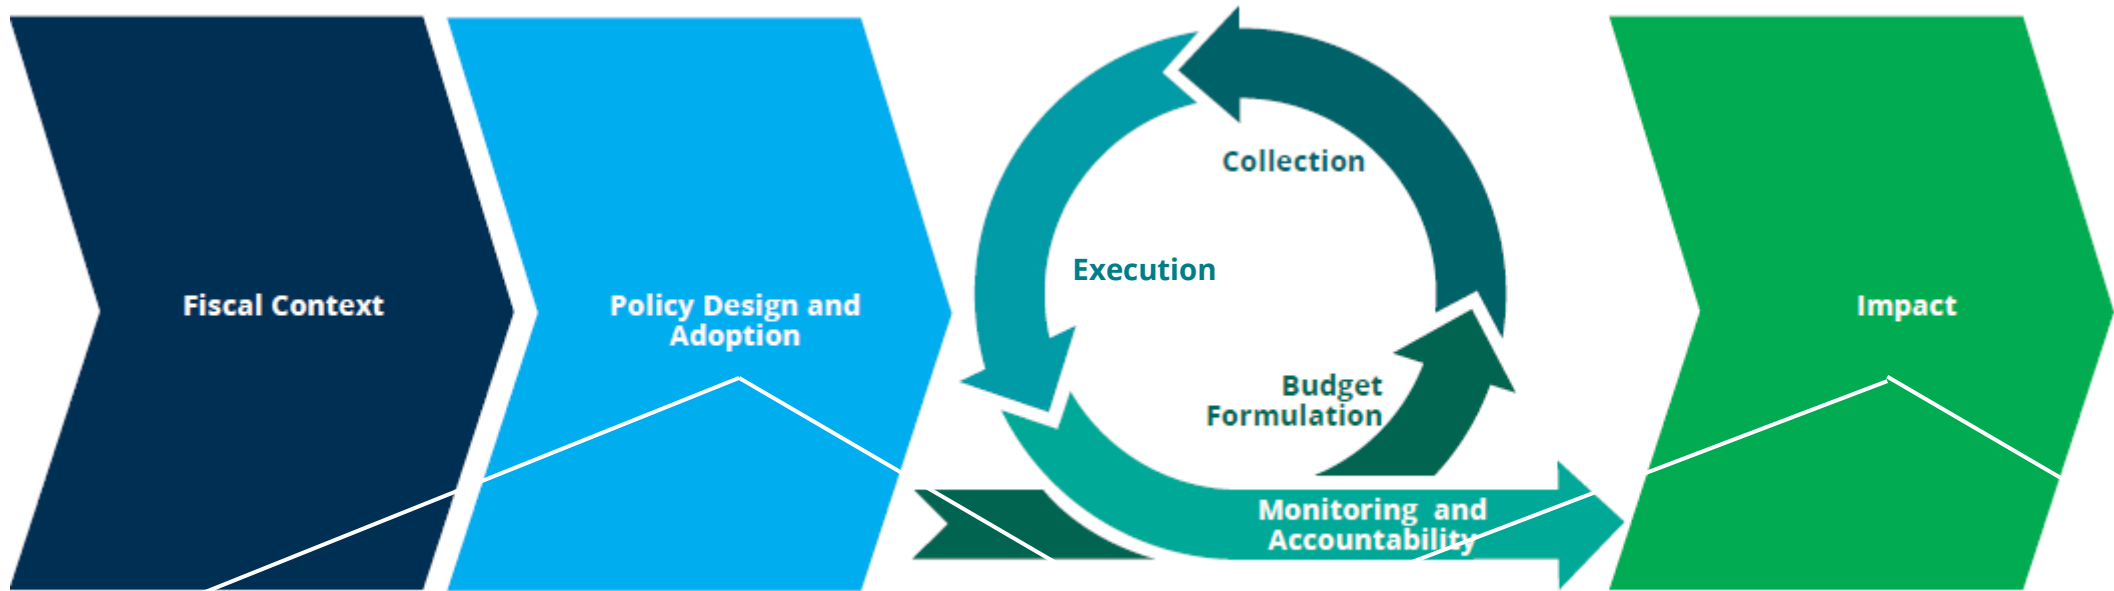 Fiscal Context
Policy Design and
Adoption
Collection
Execution
Budget
Formulation
Monitoring and
Accountability
Impact